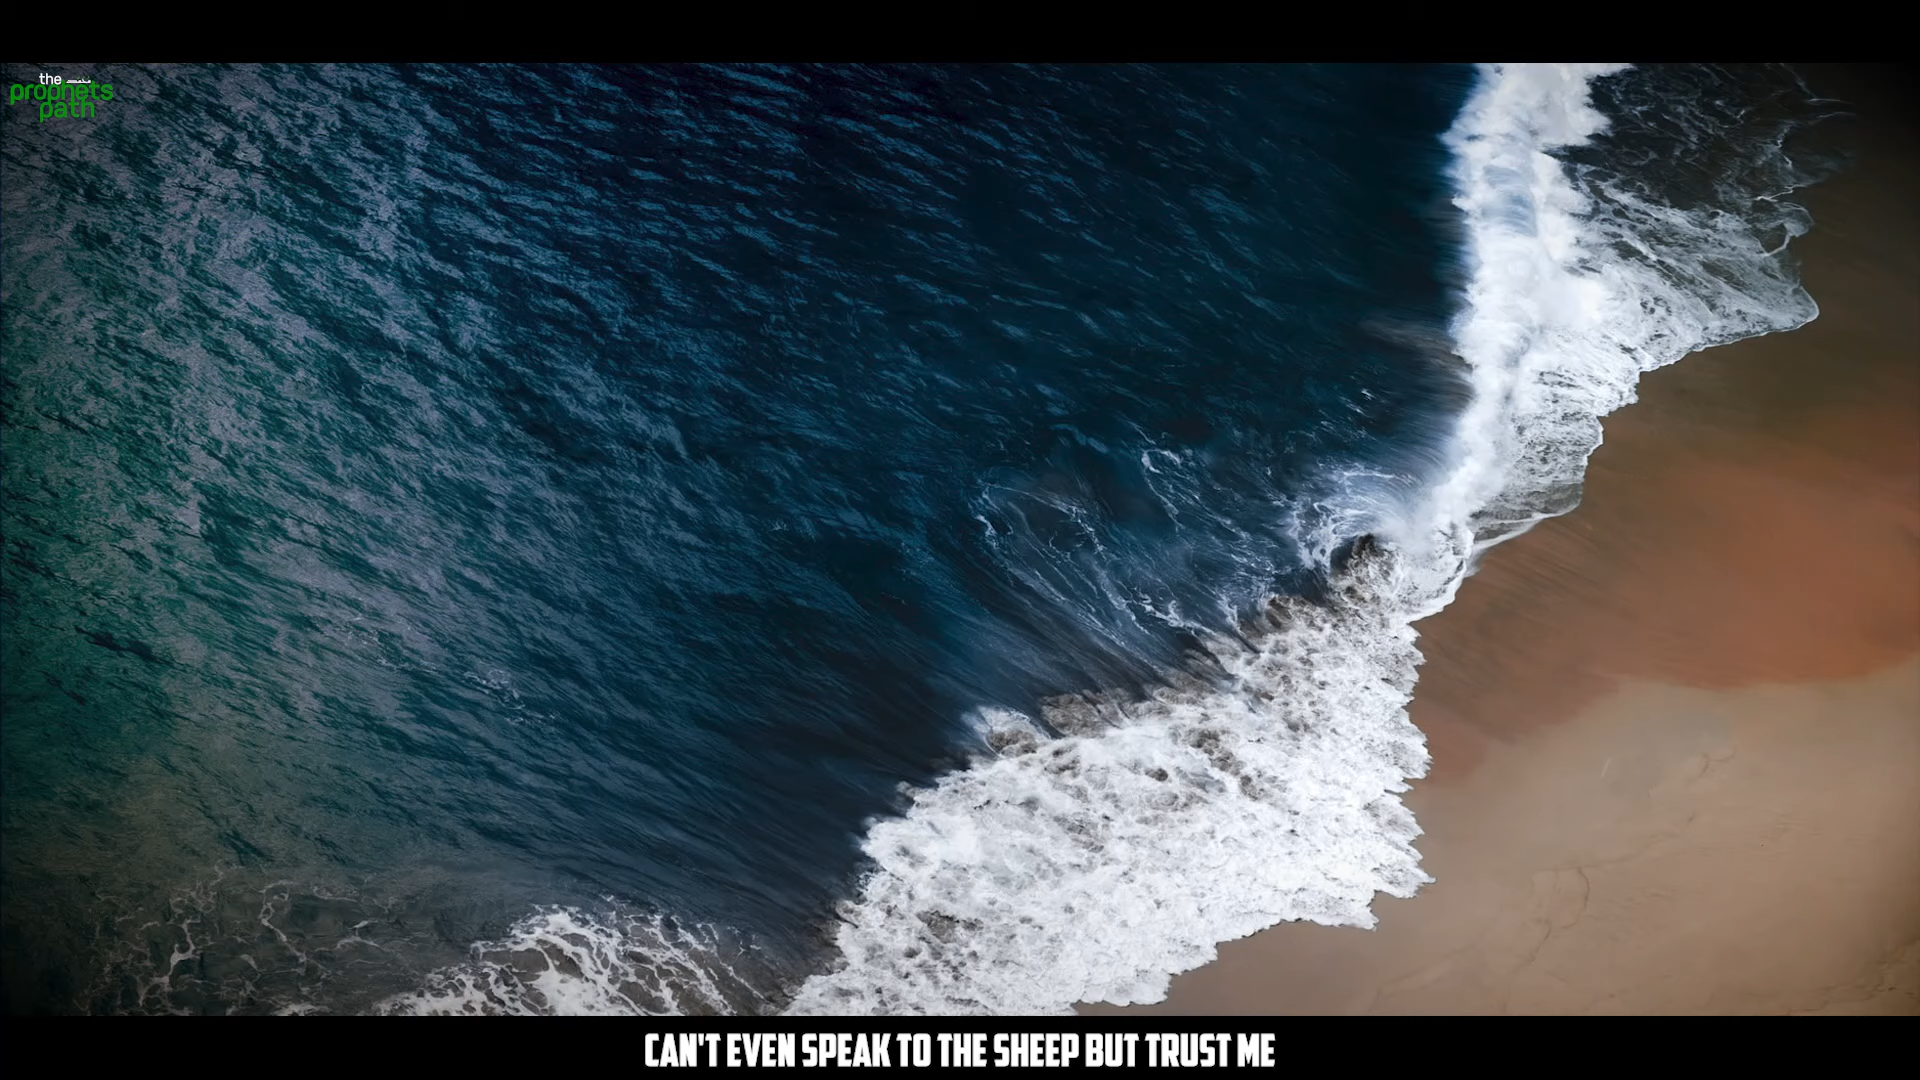 the
prophets
path
CAN'T EVEN SPEAK TO THE SHEEP BUT TRUST ME